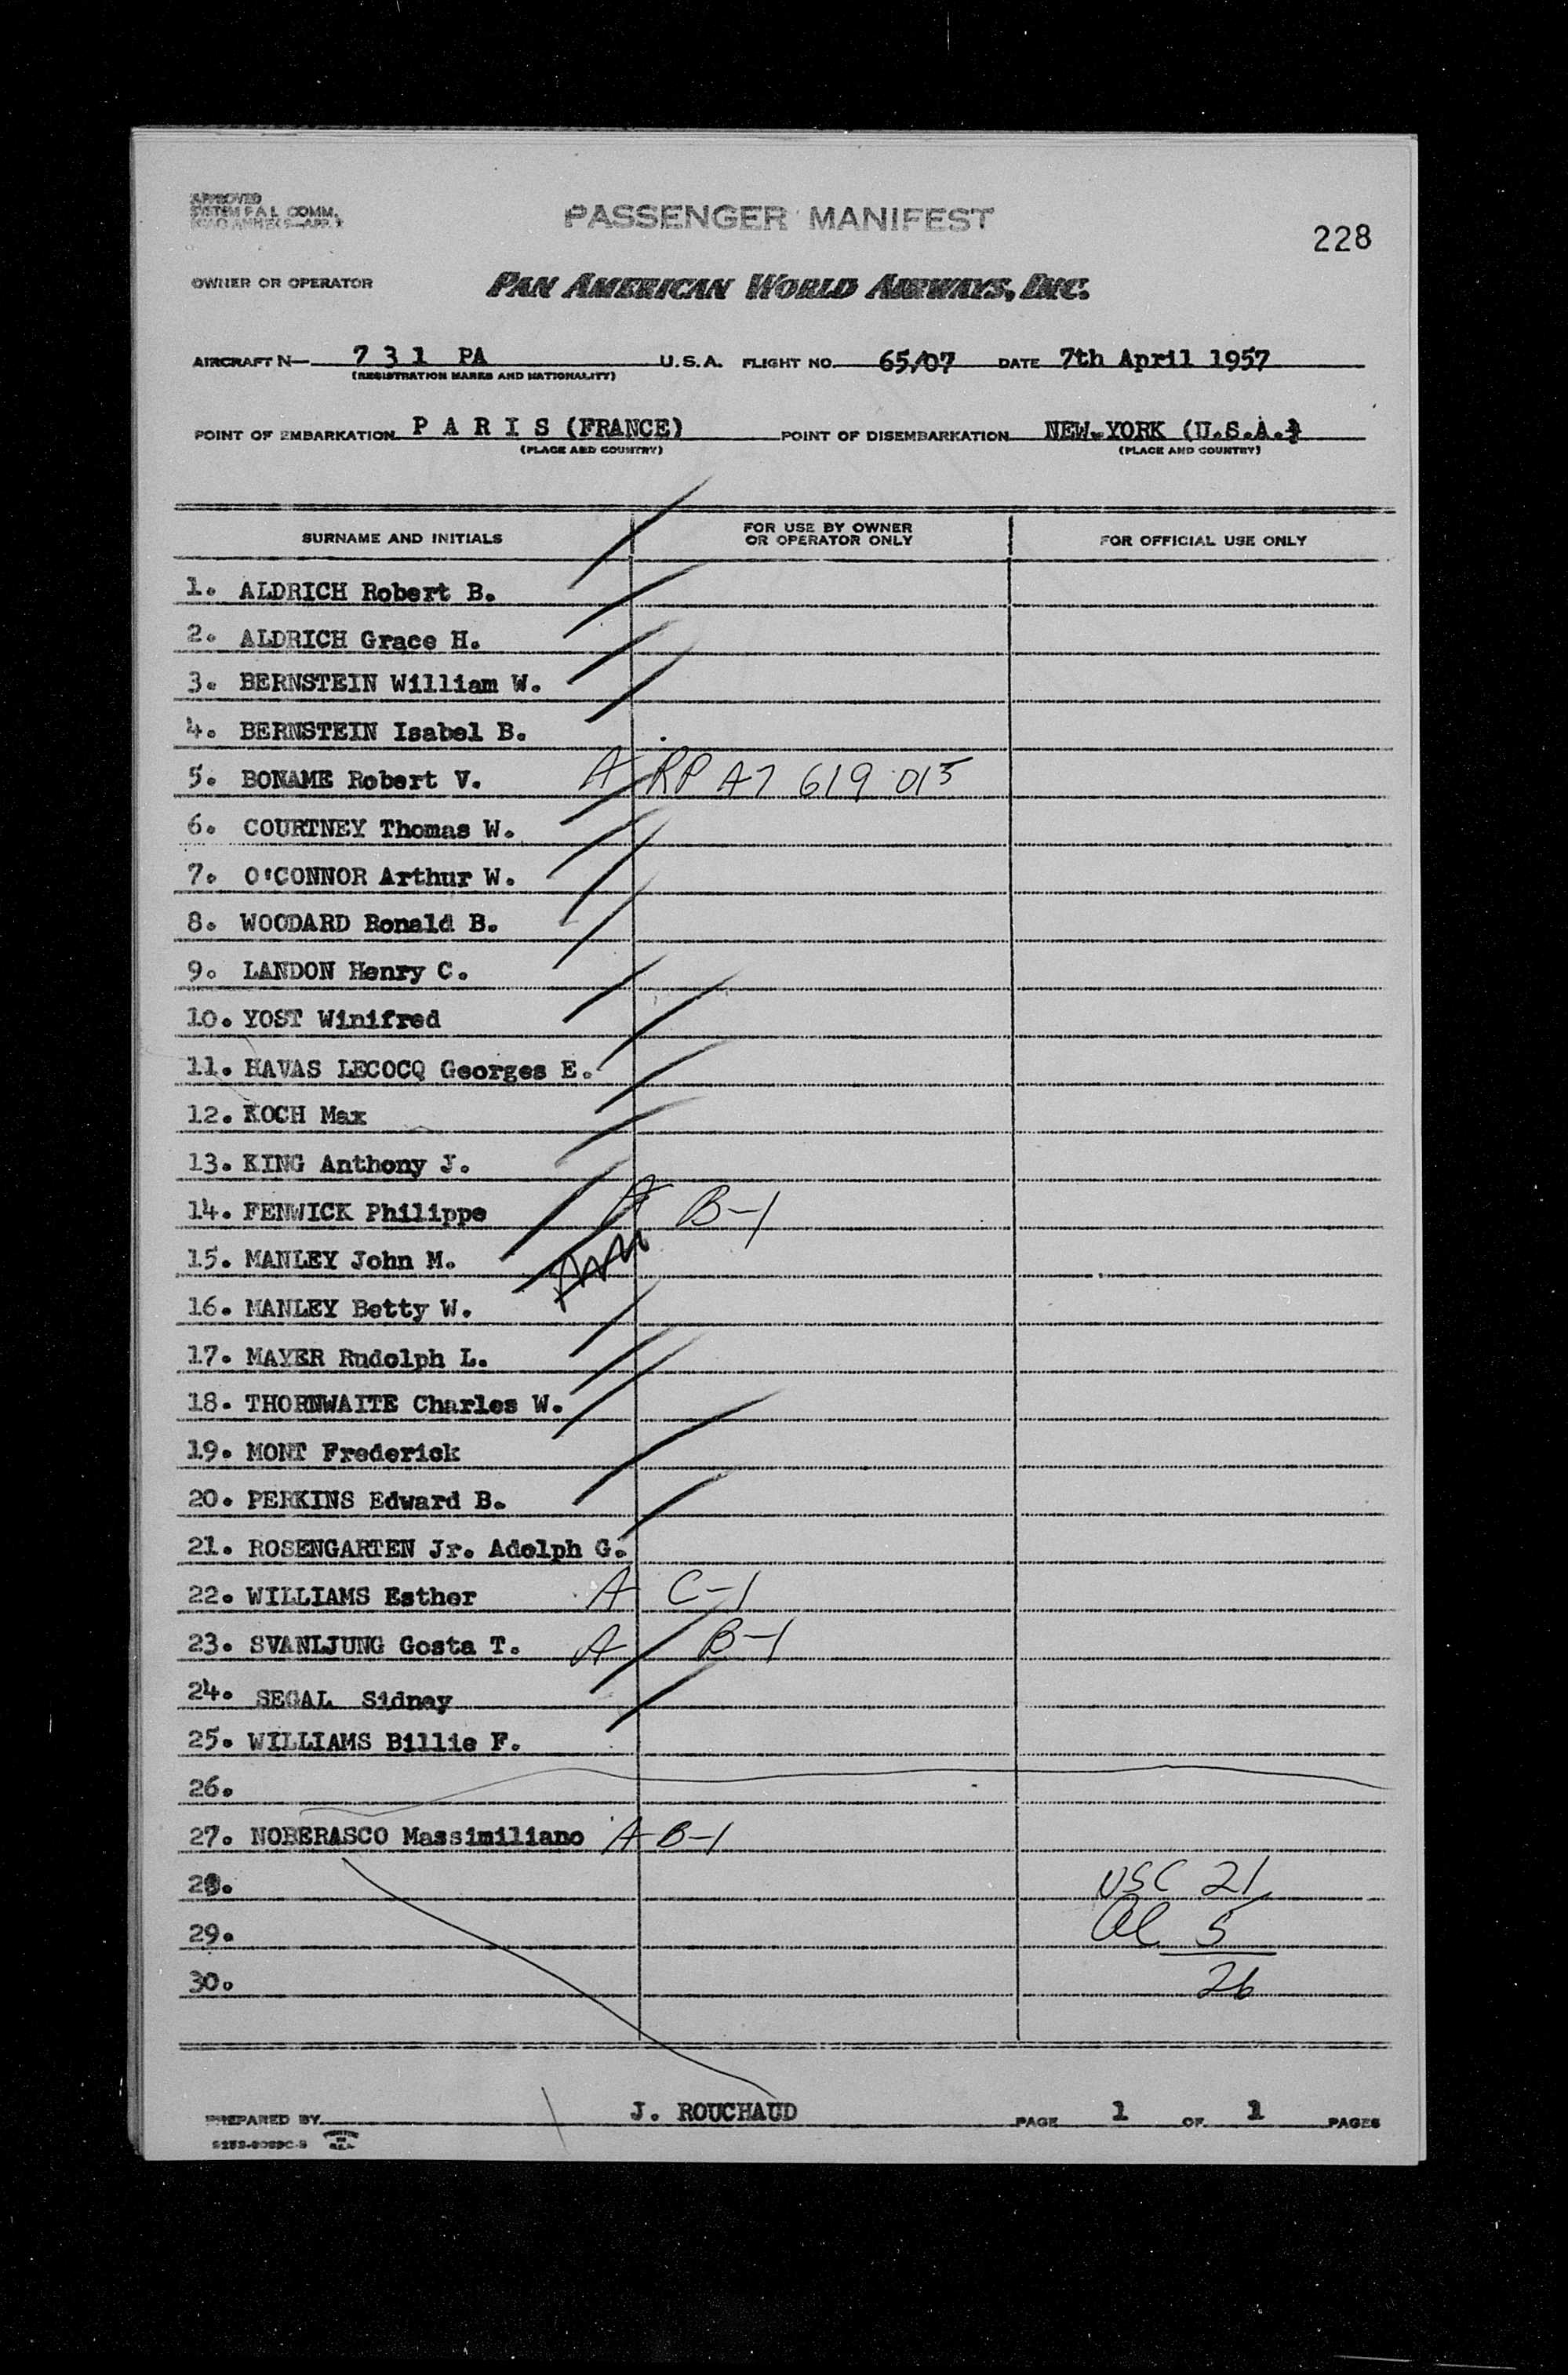 APPROVED
SYSTEM F A L COMM.
PASSENGER MANIFEST
228
OWNER OR OPERATOR
PAN AMERICAN WORLD AIRWAYS, INC.
AIRCRAFT N— 7 3 1 PA U.S.A. FLIGHT NO. 65/07 DATE 7th April 1957
(REGISTRATION MARKS AND NATIONALITY)
POINT OF EMBARKATION P A R I S (FRANCE) POINT OF DISEMBARKATION NEW-YORK (U.S.A.)
(PLACE AND COUNTRY) (PLACE AND COUNTRY)
SURNAME AND INITIALS FOR USE BY OWNER OR OPERATOR ONLY FOR OFFICIAL USE ONLY
1. ALDRICH Robert B.
2. ALDRICH Grace H.
3. BERNSTEIN William W.
4. BERNSTEIN Isabel B.
5. BONAME Robert V. A RP A7 619 015
6. COURTNEY Thomas W.
7. O'CONNOR Arthur W.
8. WOODARD Ronald B.
9. LANDON Henry C.
10. YOST Winifred
11. HAVAS LECOCQ Georges E.
12. KOCH Max
13. KING Anthony J.
14. FENWICK Philippe A B-1
15. MANLEY John M.
16. MANLEY Betty W.
17. MAYER Rudolph L.
18. THORNWAITE Charles W.
19. MONT Frederick
20. PERKINS Edward B.
21. ROSENGARTEN Jr. Adolph G.
22. WILLIAMS Esther A C-1
23. SVANLJUNG Gosta T. A B-1
24. SEGAL Sidney
25. WILLIAMS Billie F.
26.
27. NOBERASCO Massimiliano A B-1
28. USC 21
29. Al 5
30. 26
PREPARED BY J. ROUCHAUD PAGE 1 OF 1 PAGES